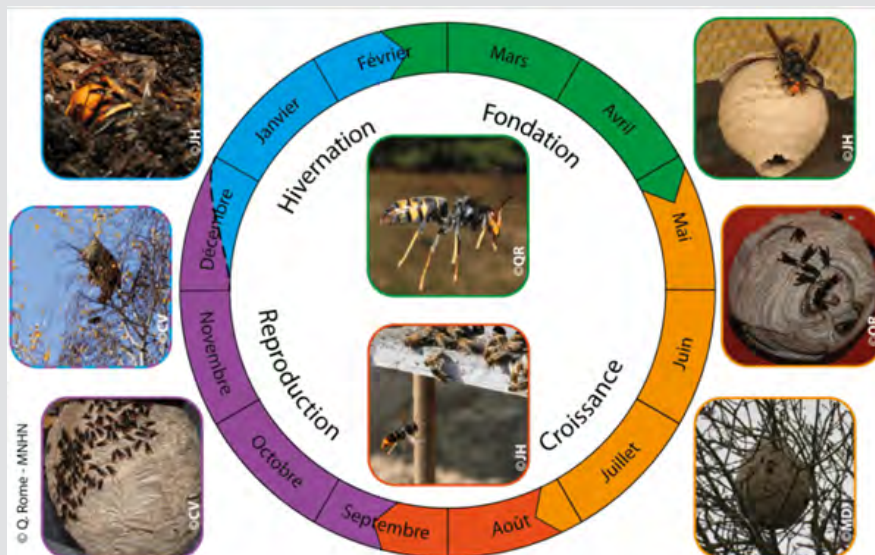 Janvier
Février
Mars
Avril
Mai
Juin
Juillet
Août
Septembre
Octobre
Novembre
Décembre
Hivernation
Fondation
Croissance
Reproduction
©JH
©JH
©QR
©CV
©QR
©JH
©CV
©MDI
© Q. Rome - MNHN